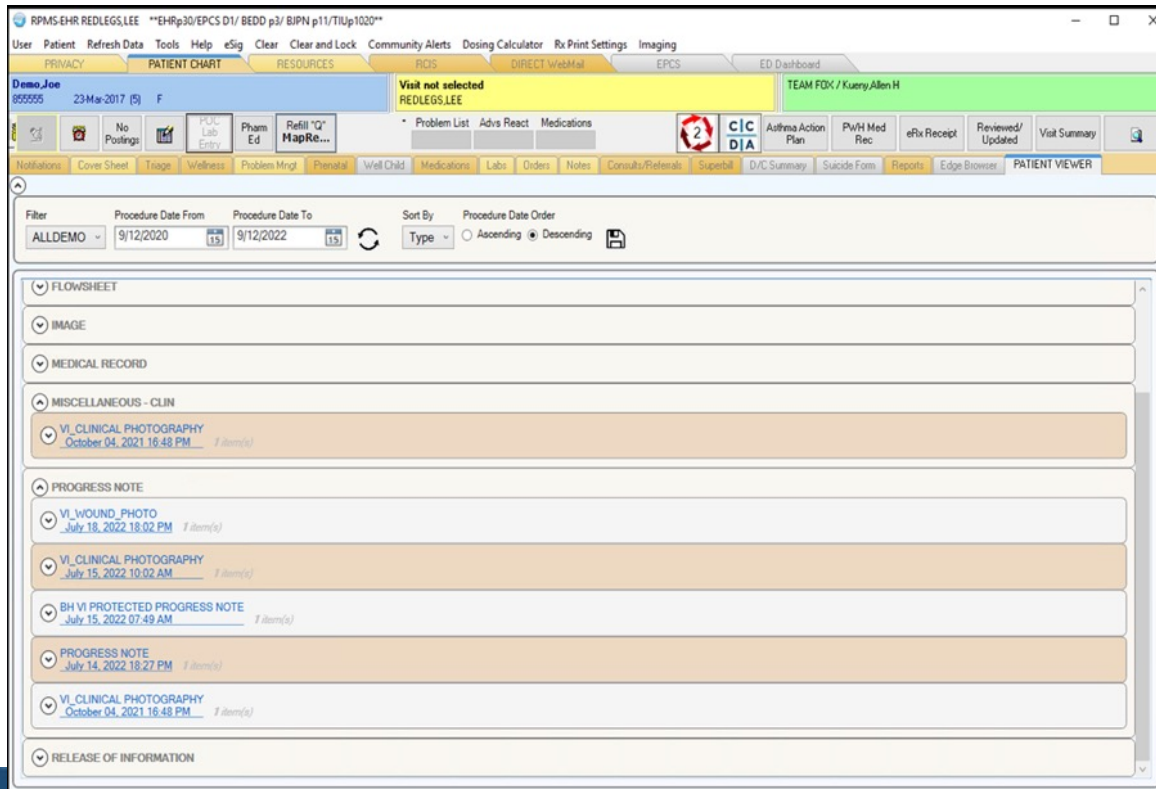 RPMS-EHR REDLEGS,LEE **EHRp30/EPCS D1/ BEDD p3/ BJPN p11/TIUp1020**
User Patient Refresh Data Tools Help eSig Clear Clear and Lock Community Alerts Dosing Calculator Rx Print Settings Imaging
PRIVACY PATIENT CHART RESOURCES RCIS DIRECT WebMail EPCS ED Dashboard
Demo,Joe Visit not selected TEAM FOX / Kueny,Allen H
855555 23-Mar-2017 (5) F REDLEGS,LEE
No Postings POC Lab Entry Pharm Ed Refill "Q" MapRe... * Problem List Advs React Medications 2 C C D A Asthma Action Plan PWH Med Rec eRx Receipt Reviewed/ Updated Visit Summary
Notifiations Cover Sheet Triage Wellness Problem Mngt Prenatal Well Child Medications Labs Orders Notes Consults/Referrals Superbill D/C Summary Suicide Form Reports Edge Browser PATIENT VIEWER
Filter Procedure Date From Procedure Date To Sort By Procedure Date Order
ALLDEMO 9/12/2020 15 9/12/2022 15 Type Ascending Descending
FLOWSHEET
IMAGE
MEDICAL RECORD
MISCELLANEOUS - CLIN
VI_CLINICAL PHOTOGRAPHY
October 04, 2021 16:48 PM 1 item(s)
PROGRESS NOTE
VI_WOUND_PHOTO
July 18, 2022 18:02 PM 1 item(s)
VI_CLINICAL PHOTOGRAPHY
July 15, 2022 10:02 AM 1 item(s)
BH VI PROTECTED PROGRESS NOTE
July 15, 2022 07:49 AM 1 item(s)
PROGRESS NOTE
July 14, 2022 18:27 PM 1 item(s)
VI_CLINICAL PHOTOGRAPHY
October 04, 2021 16:48 PM 1 item(s)
RELEASE OF INFORMATION